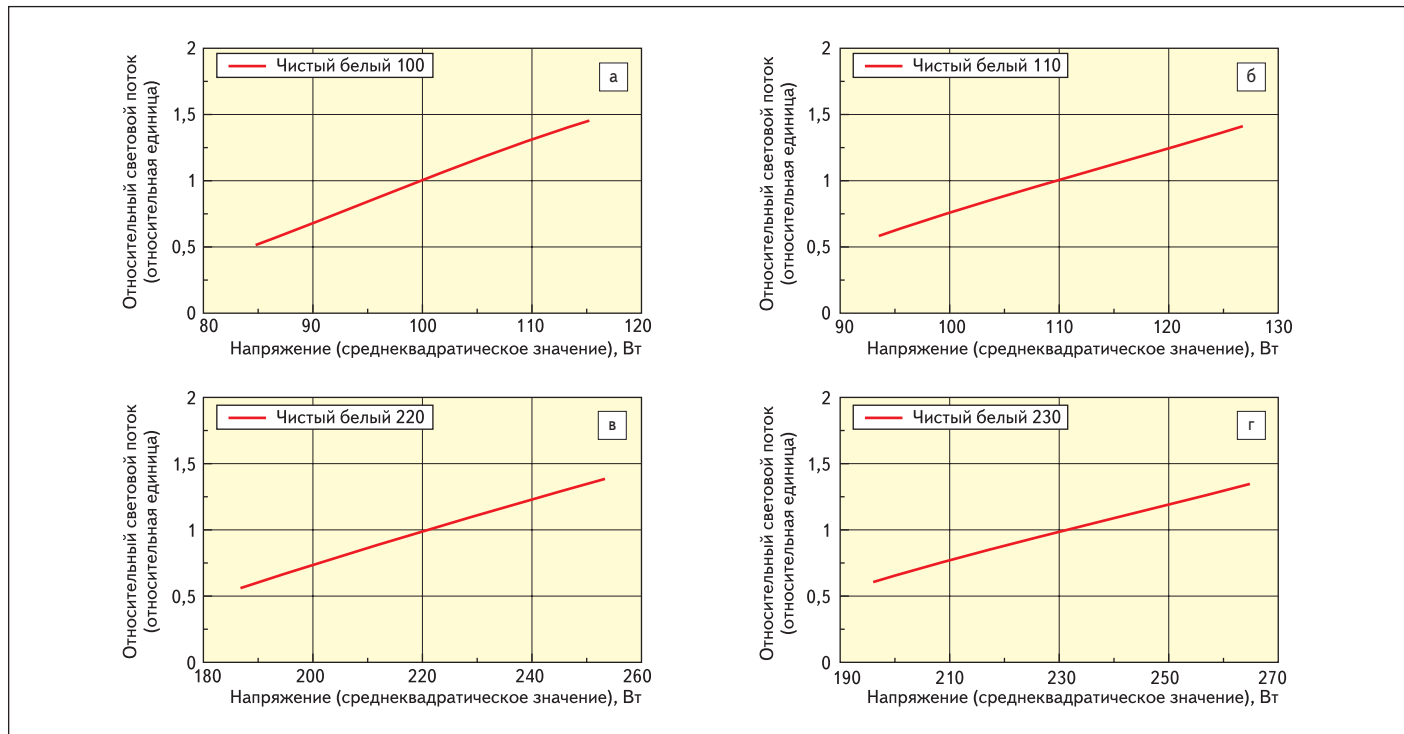 Относительный световой поток
(относительная единица)
2
1,5
1
0,5
0
Чистый белый 100
а
80 90 100 110 120
Напряжение (среднеквадратическое значение), Вт
Относительный световой поток
(относительная единица)
2
1,5
1
0,5
0
Чистый белый 110
б
90 100 110 120 130
Напряжение (среднеквадратическое значение), Вт
Относительный световой поток
(относительная единица)
2
1,5
1
0,5
0
Чистый белый 220
в
180 200 220 240 260
Напряжение (среднеквадратическое значение), Вт
Относительный световой поток
(относительная единица)
2
1,5
1
0,5
0
Чистый белый 230
г
190 210 230 250 270
Напряжение (среднеквадратическое значение), Вт